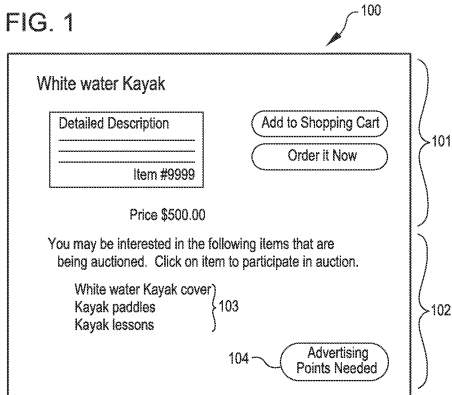 FIG. 1
100
White water Kayak
Detailed Description
Add to Shopping Cart
Order it Now
Item #9999
101
Price $500.00
You may be interested in the following items that are
being auctioned. Click on item to participate in auction.
White water Kayak cover
Kayak paddles
Kayak lessons
103
102
104
Advertising
Points Needed